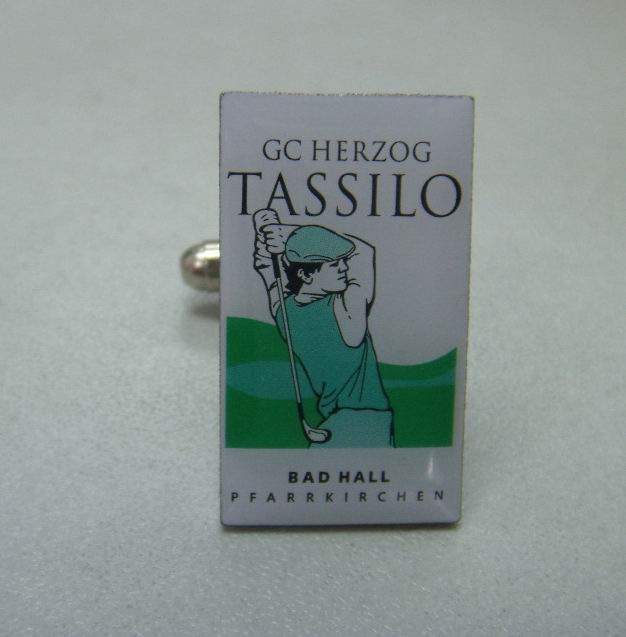 GC HERZOG
TASSILO
BAD HALL
PFARRKIRCHEN